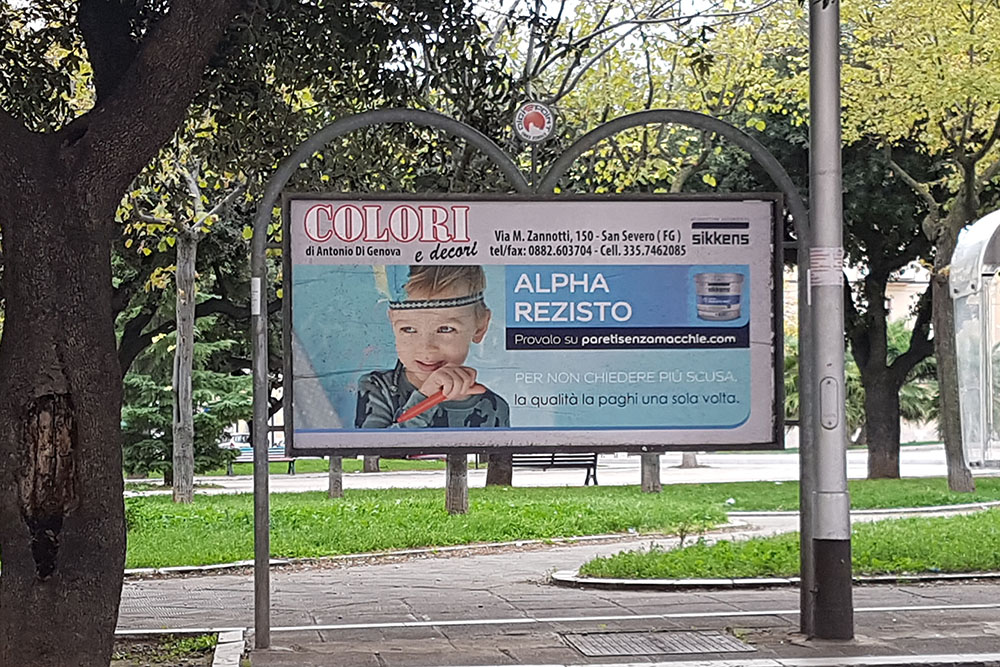 COLORI
e decori
di Antonio Di Genova
Via M. Zannotti, 150 - San Severo ( FG )
tel/fax: 0882.603704 - Cell. 335.7462085
sikkens
ALPHA
REZISTO
Provalo su paretisenzamacchie.com
PER NON CHIEDERE PIÙ SCUSA.
la qualità la paghi una sola volta.